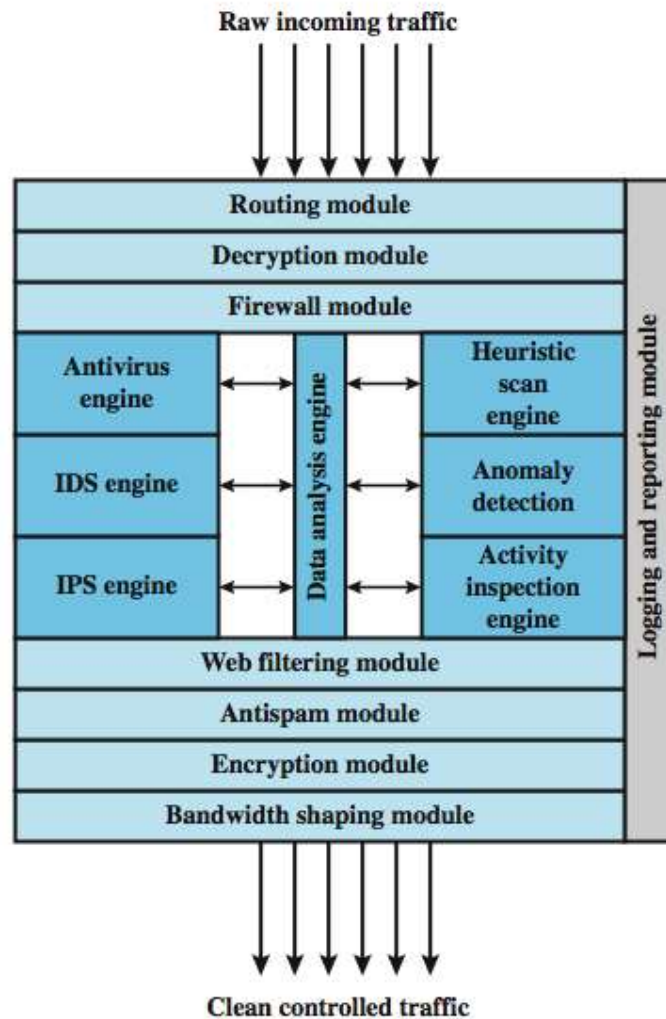 Raw incoming traffic
Routing module
Decryption module
Firewall module
Antivirus
engine
IDS engine
IPS engine
Data analysis engine
Heuristic
scan
engine
Anomaly
detection
Activity
inspection
engine
Logging and reporting module
Web filtering module
Antispam module
Encryption module
Bandwidth shaping module
Clean controlled traffic